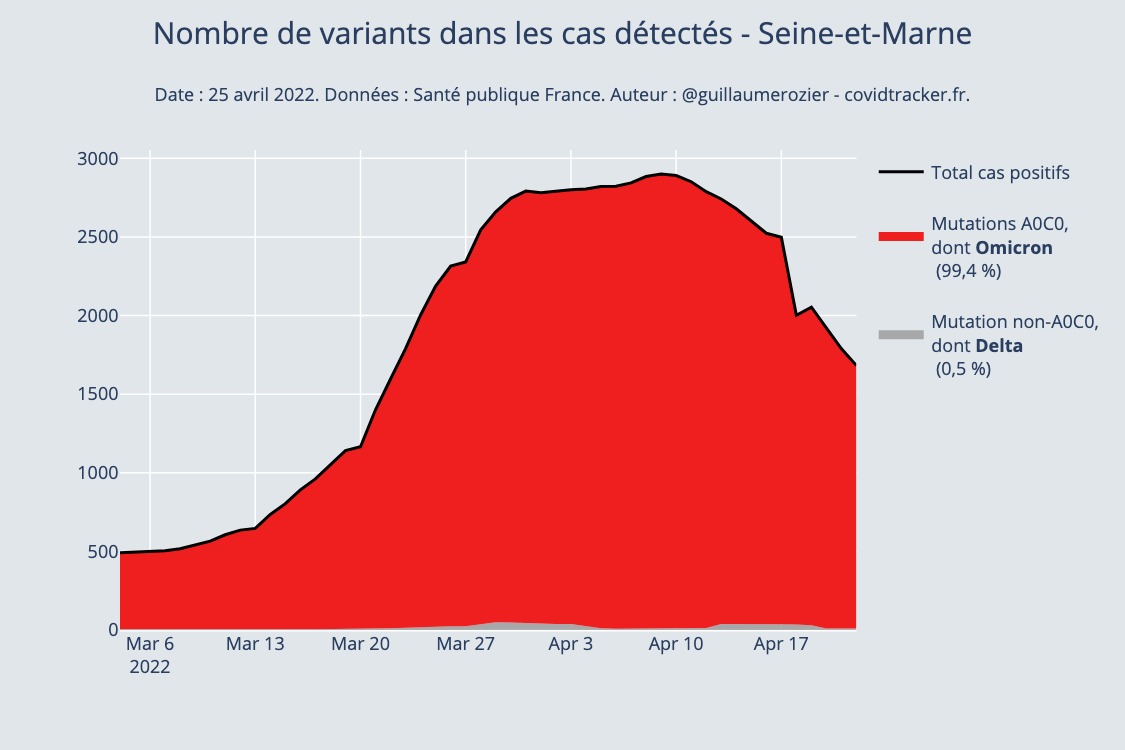 Nombre de variants dans les cas détectés - Seine-et-Marne
Date : 25 avril 2022. Données : Santé publique France. Auteur : @guillaumerozier - covidtracker.fr.
3000
2500
2000
1500
1000
500
0
Mar 6
2022
Mar 13
Mar 20
Mar 27
Apr 3
Apr 10
Apr 17
Total cas positifs
Mutations A0C0,
dont Omicron
(99,4 %)
Mutation non-A0C0,
dont Delta
(0,5 %)